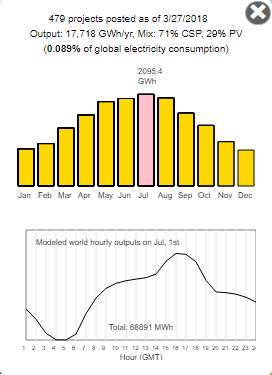 479 projects posted as of 3/27/2018
Output: 17,718 GWh/yr, Mix: 71% CSP, 29% PV
(0.089% of global electricity consumption)
2095.4
GWh
Jan Feb Mar Apr May Jun Jul Aug Sep Oct Nov Dec
Modeled world hourly outputs on Jul, 1st
Total: 68891 MWh
1 2 3 4 5 6 7 8 9 10 11 12 13 14 15 16 17 18 19 20 21 22 23 2
Hour (GMT)